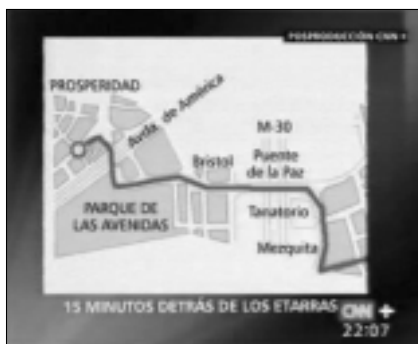 POSPRODUCCIÓN CNN +
PROSPERIDAD
Avda. de América
M-30
Bristol
Puente
de la Paz
PARQUE DE
LAS AVENIDAS
Tanatorio
Mezquita
15 MINUTOS DETRÁS DE LOS ETARRAS
CNN +
22:07